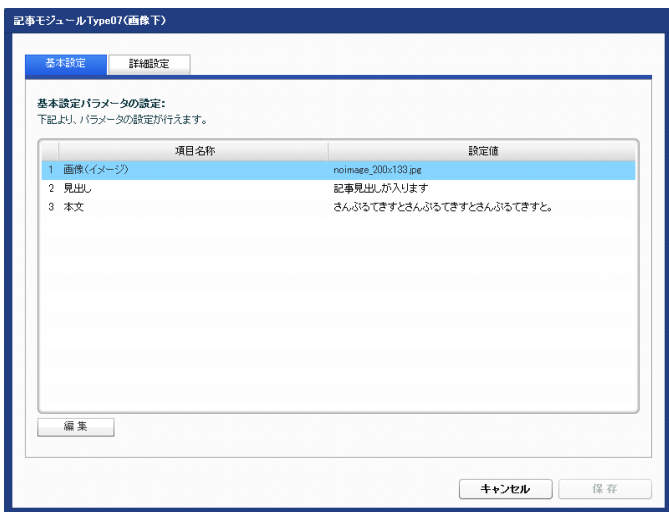 記事モジュールType07(画像下)
基本設定 詳細設定
基本設定パラメータの設定:
下記より、パラメータの設定が行えます。
項目名称 設定値
1 画像(イメージ) noimage_200x133.jpg
2 見出し 記事見出しが入ります
3 本文 さんぷるてきすとさんぷるてきすとさんぷるてきすと。
編集
キャンセル 保存